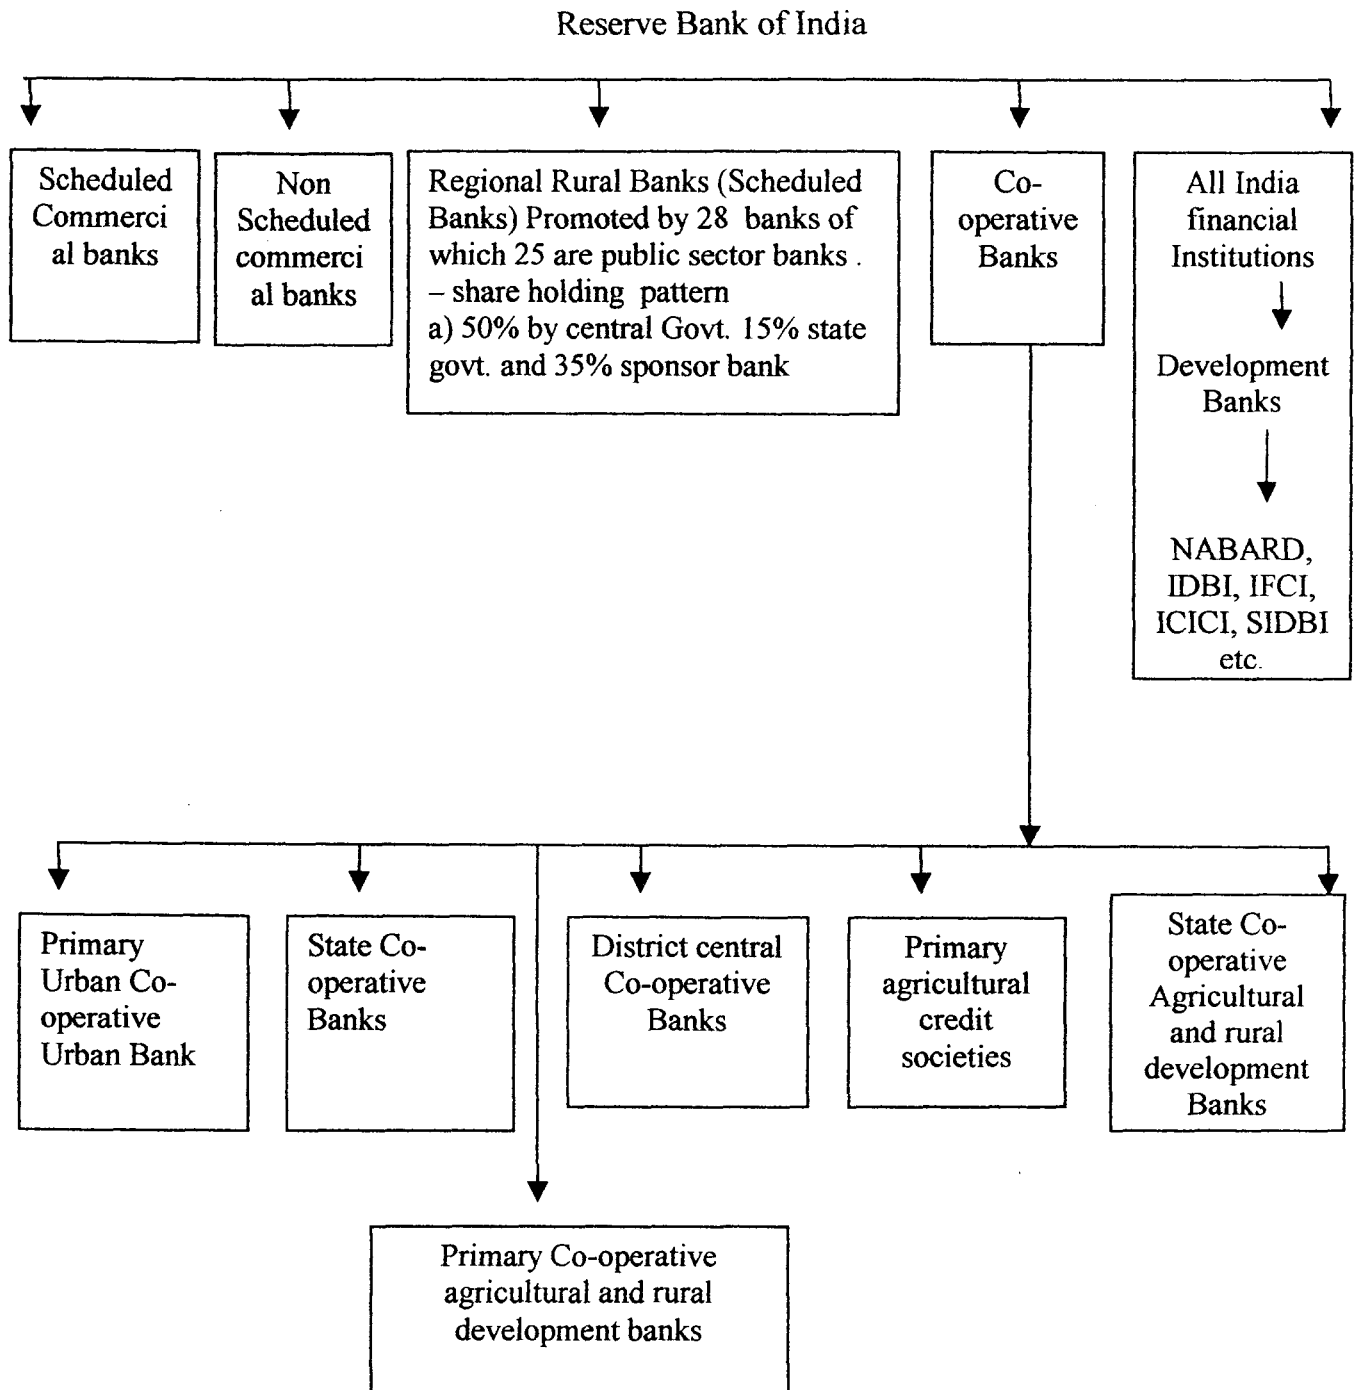 Reserve Bank of India
Scheduled
Commerci
al banks
Non
Scheduled
commerci
al banks
Regional Rural Banks (Scheduled
Banks) Promoted by 28 banks of
which 25 are public sector banks .
– share holding pattern
a) 50% by central Govt. 15% state
govt. and 35% sponsor bank
Co-
operative
Banks
All India
financial
Institutions
Development
Banks
NABARD,
IDBI, IFCI,
ICICI, SIDBI
etc.
Primary
Urban Co-
operative
Urban Bank
State Co-
operative
Banks
District central
Co-operative
Banks
Primary
agricultural
credit
societies
State Co-
operative
Agricultural
and rural
development
Banks
Primary Co-operative
agricultural and rural
development banks